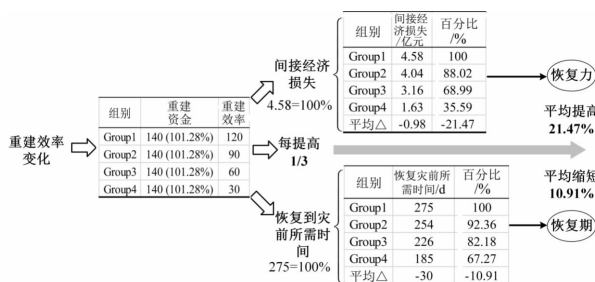 重建效率
变化
组别 重建资金 重建效率
Group1 140 (101.28%) 120
Group2 140 (101.28%) 90
Group3 140 (101.28%) 60
Group4 140 (101.28%) 30
间接经济
损失
4.58=100%
每提高
1/3
恢复到灾
前所需时
间
275=100%
组别 间接经济损失/亿元 百分比/%
Group1 4.58 100
Group2 4.04 88.02
Group3 3.16 68.99
Group4 1.63 35.59
平均△ -0.98 -21.47
组别 恢复灾前所需时间/d 百分比/%
Group1 275 100
Group2 254 92.36
Group3 226 82.18
Group4 185 67.27
平均△ -30 -10.91
恢复力
平均提高
21.47%
平均缩短
10.91%
恢复期